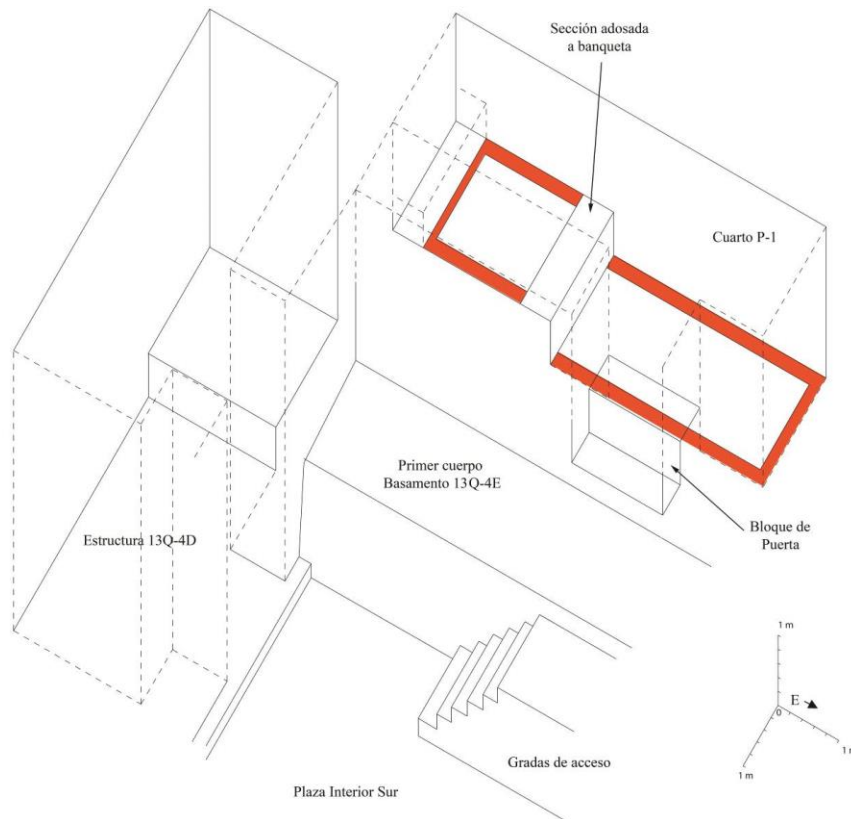 Sección adosada
a banqueta
Cuarto P-1
Primer cuerpo
Basamento 13Q-4E
Estructura 13Q-4D
Bloque de
Puerta
1 m
E
0
1 m
1 m
Gradas de acceso
Plaza Interior Sur